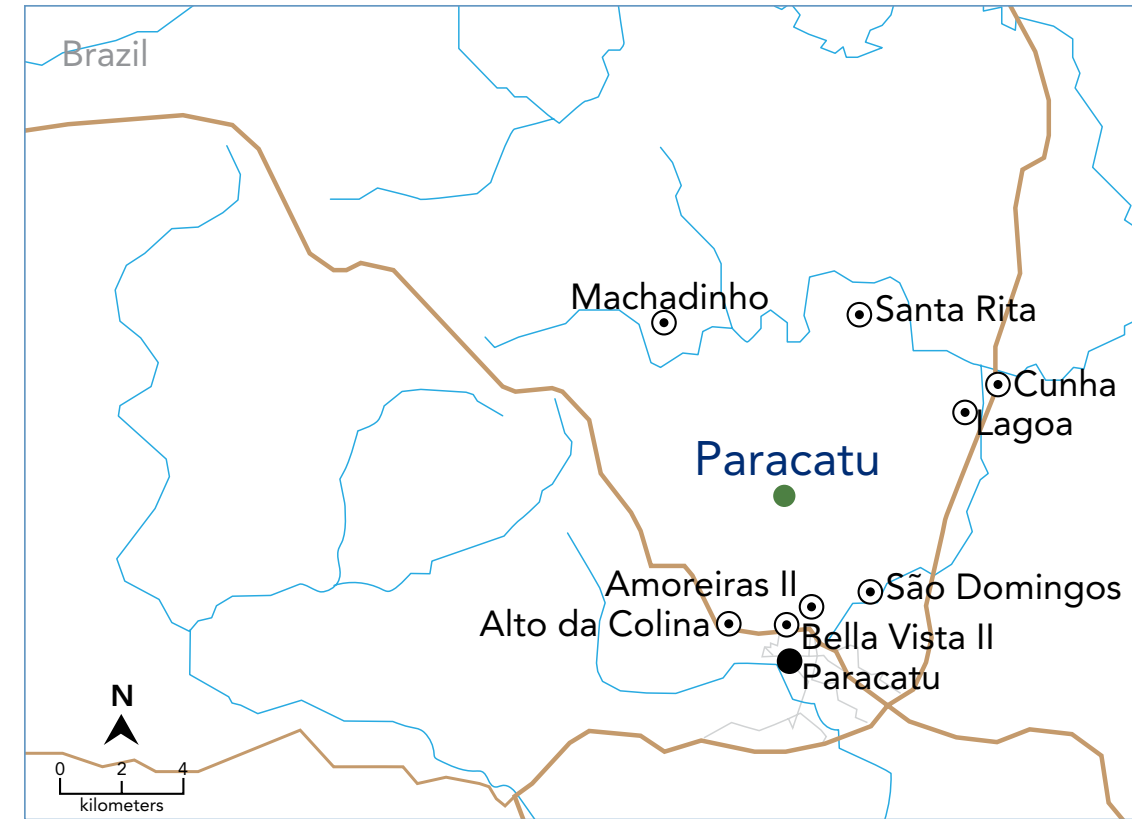 Brazil
Machadinho
Santa Rita
Cunha
Lagoa
Paracatu
Amoreiras II
São Domingos
Alto da Colina
Bella Vista II
Paracatu
N
0 2 4
kilometers